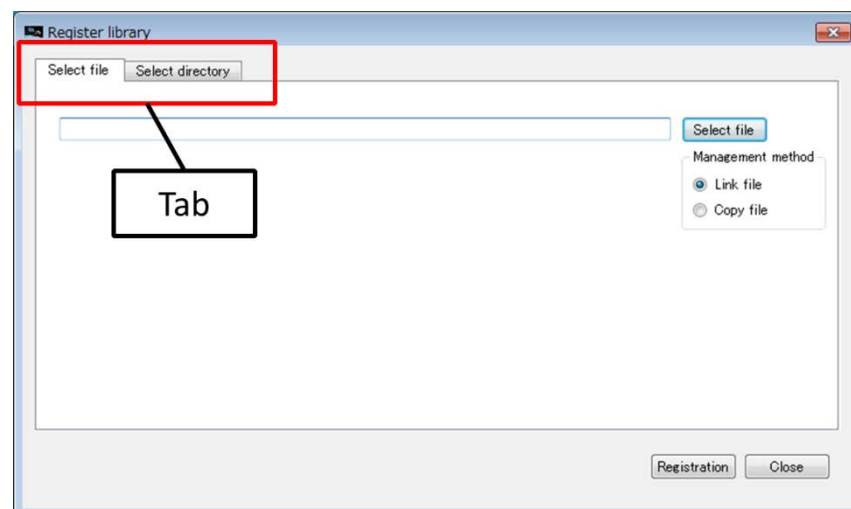 Register library
Select file Select directory
Select file
Management method
Link file
Copy file
Tab
Registration Close